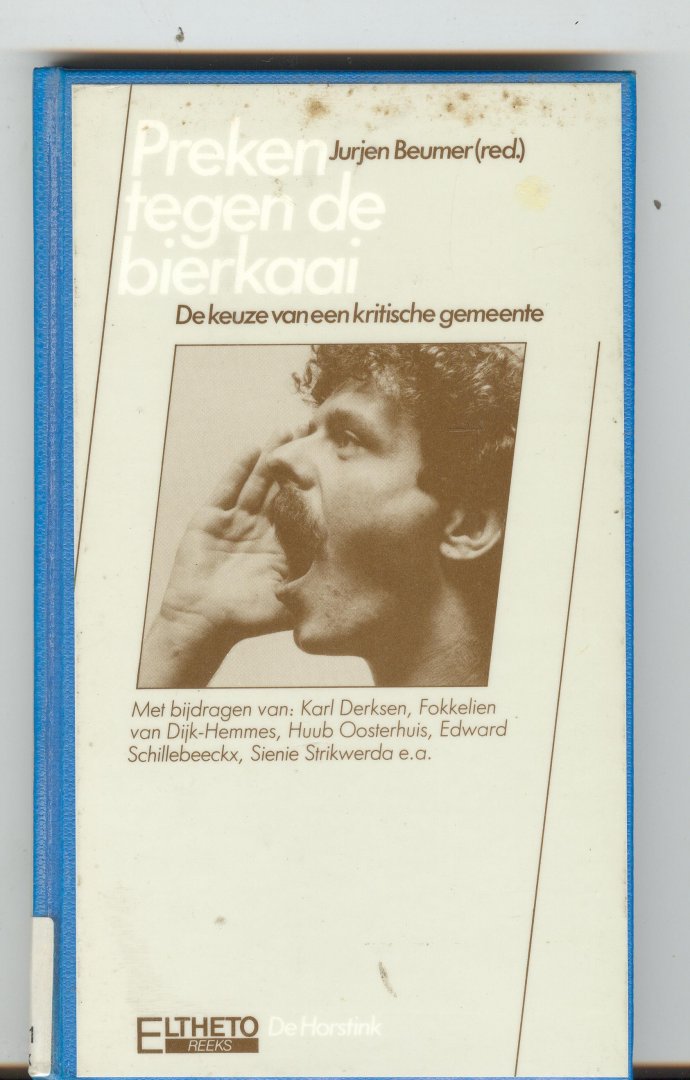 Preken
tegen de
bierkaai
Jurjen Beumer (red.)
De keuze van een kritische gemeente
Met bijdragen van: Karl Derksen, Fokkelien
van Dijk-Hemmes, Huub Oosterhuis, Edward
Schillebeeckx, Sienie Strikwerda e.a.
ELTHETO
REEKS
De Horstink
1